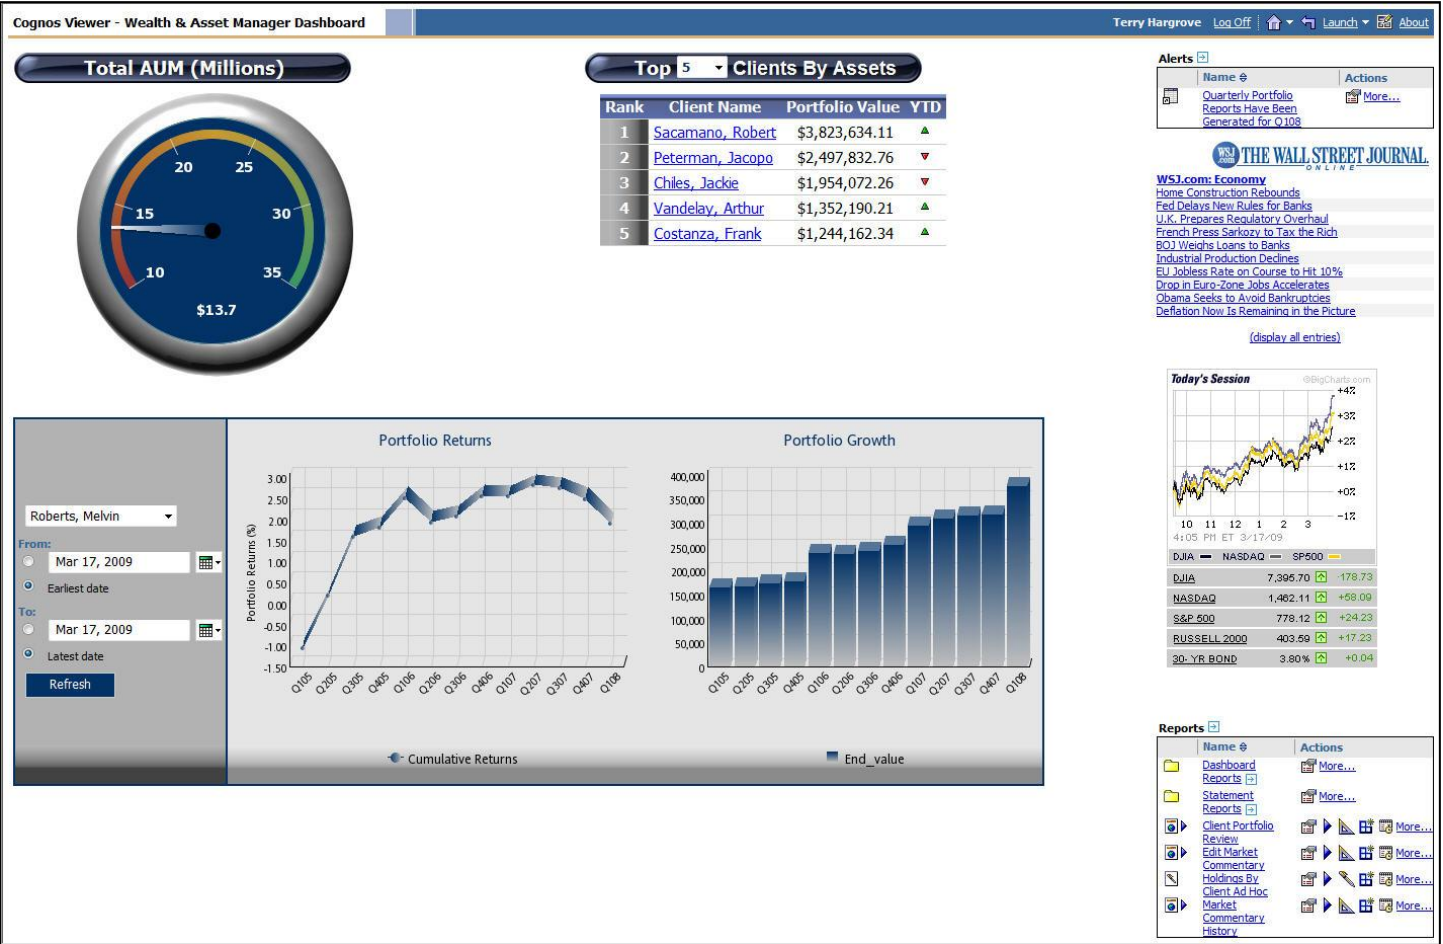 Cognos Viewer - Wealth & Asset Manager Dashboard
Terry Hargrove Log Off Launch About
Total AUM (Millions)
20 25
15 30
10 35
$13.7
Top 5 Clients By Assets
Rank Client Name Portfolio Value YTD
1 Sacamano, Robert $3,823,634.11
2 Peterman, Jacopo $2,497,832.76
3 Chiles, Jackie $1,954,072.26
4 Vandelay, Arthur $1,352,190.21
5 Costanza, Frank $1,244,162.34
Alerts
Name Actions
Quarterly Portfolio More...
Reports Have Been
Generated for Q108
WSJ.com THE WALL STREET JOURNAL.
ONLINE
WSJ.com: Economy
Home Construction Rebounds
Fed Delays New Rules for Banks
U.K. Prepares Regulatory Overhaul
French Press Sarkozy to Tax the Rich
BOJ Weighs Loans to Banks
Industrial Production Declines
EU Jobless Rate on Course to Hit 10%
Drop in Euro-Zone Jobs Accelerates
Obama Seeks to Avoid Bankruptcies
Deflation Now Is Remaining in the Picture
(display all entries)
Today's Session ©BigCharts.com
+4%
+3%
+2%
+1%
+0%
-1%
10 11 12 1 2 3
4:05 PM ET 3/17/09
DJIA NASDAQ SP500
DJIA 7,395.70 -178.73
NASDAQ 1,462.11 +58.09
S&P 500 778.12 +24.23
RUSSELL 2000 403.59 +17.23
30- YR BOND 3.80% +0.04
Roberts, Melvin
From:
Mar 17, 2009
Earliest date
To:
Mar 17, 2009
Latest date
Refresh
Portfolio Returns
Portfolio Returns (%)
3.00
2.50
2.00
1.50
1.00
0.50
0.00
-0.50
-1.00
-1.50
Q105 Q205 Q305 Q405 Q106 Q206 Q306 Q406 Q107 Q207 Q307 Q407 Q108
Cumulative Returns
Portfolio Growth
400,000
350,000
300,000
250,000
200,000
150,000
100,000
50,000
0
Q105 Q205 Q305 Q405 Q106 Q206 Q306 Q406 Q107 Q207 Q307 Q407 Q108
End_value
Reports
Name Actions
Dashboard More...
Reports
Statement More...
Reports
Client Portfolio More...
Review
Edit Market More...
Commentary
Holdings By More...
Client Ad Hoc
Market More...
Commentary
History